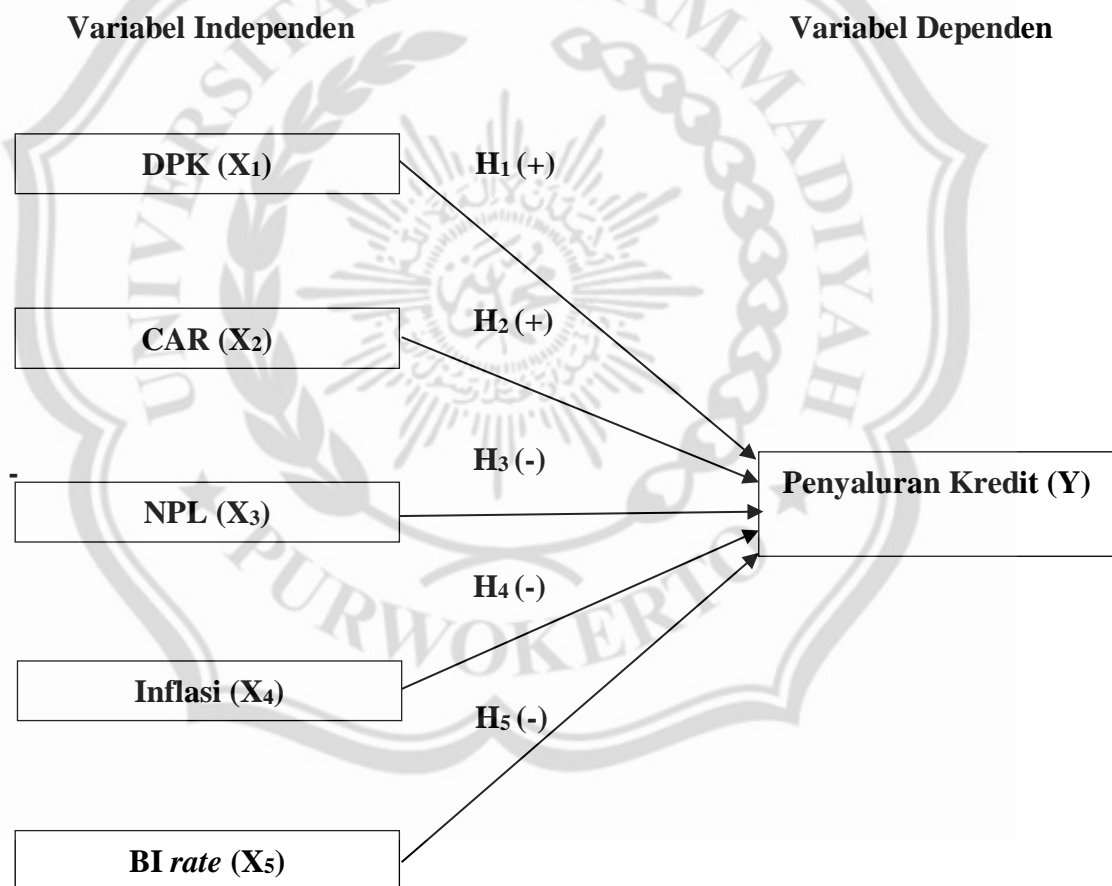 Variabel Independen
Variabel Dependen
DPK (X₁)
H₁ (+)
CAR (X₂)
H₂ (+)
H₃ (-)
-
NPL (X₃)
Penyaluran Kredit (Y)
H₄ (-)
Inflasi (X₄)
H₅ (-)
BI rate (X₅)
PURWOKERTO